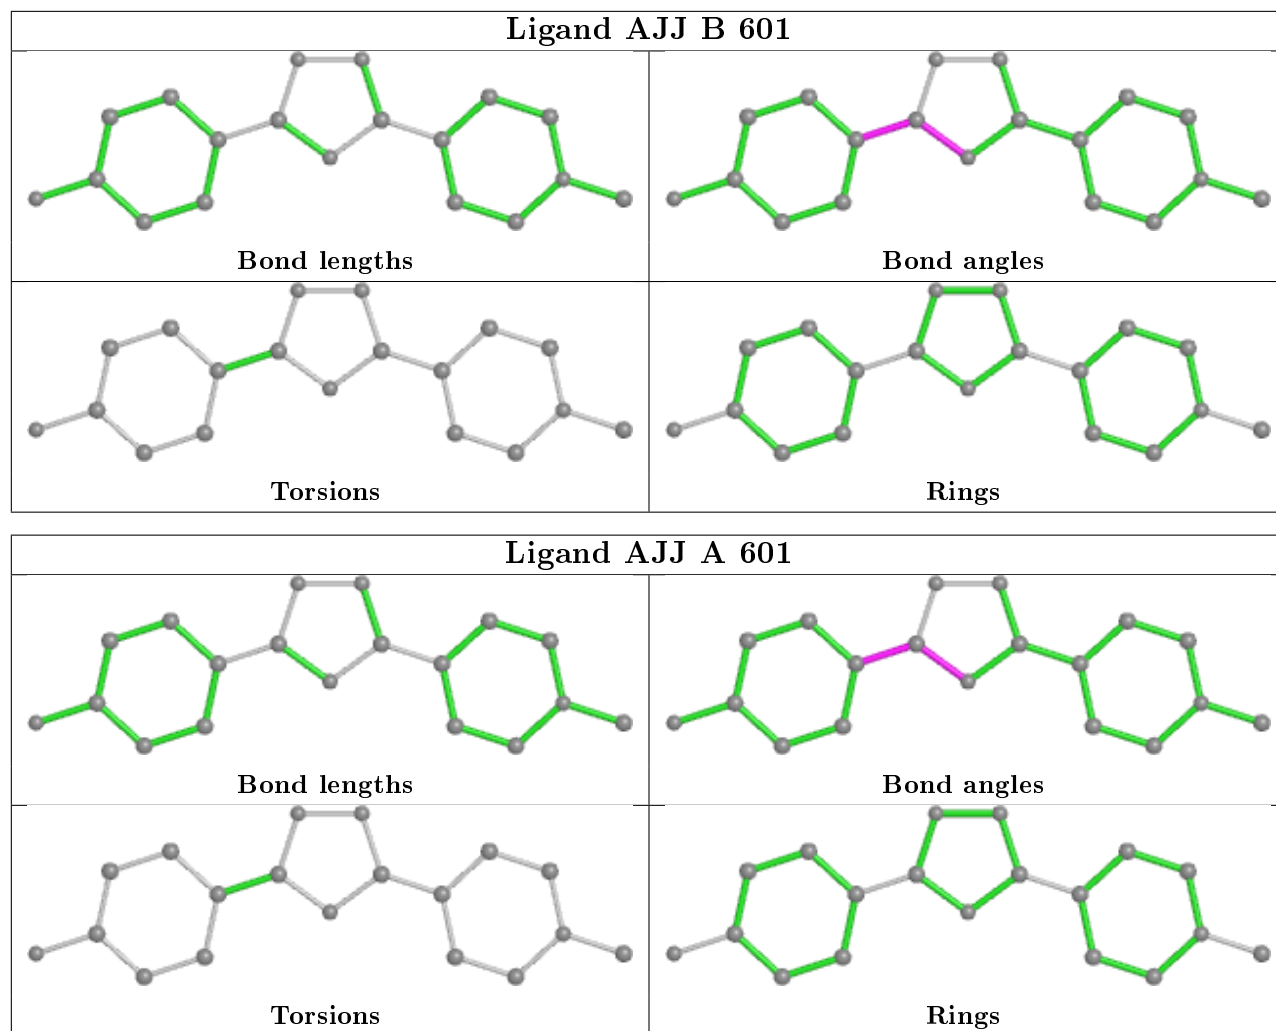 Ligand AJJ B 601
Bond lengths
Bond angles
Torsions
Rings
Ligand AJJ A 601
Bond lengths
Bond angles
Torsions
Rings